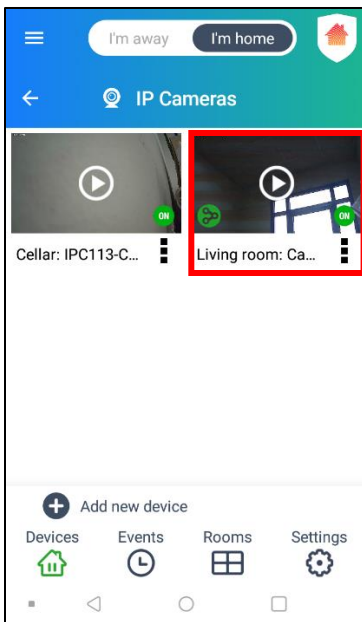 I'm away I'm home
IP Cameras
ON ON
Cellar: IPC113-C... Living room: Ca...
Add new device
Devices Events Rooms Settings